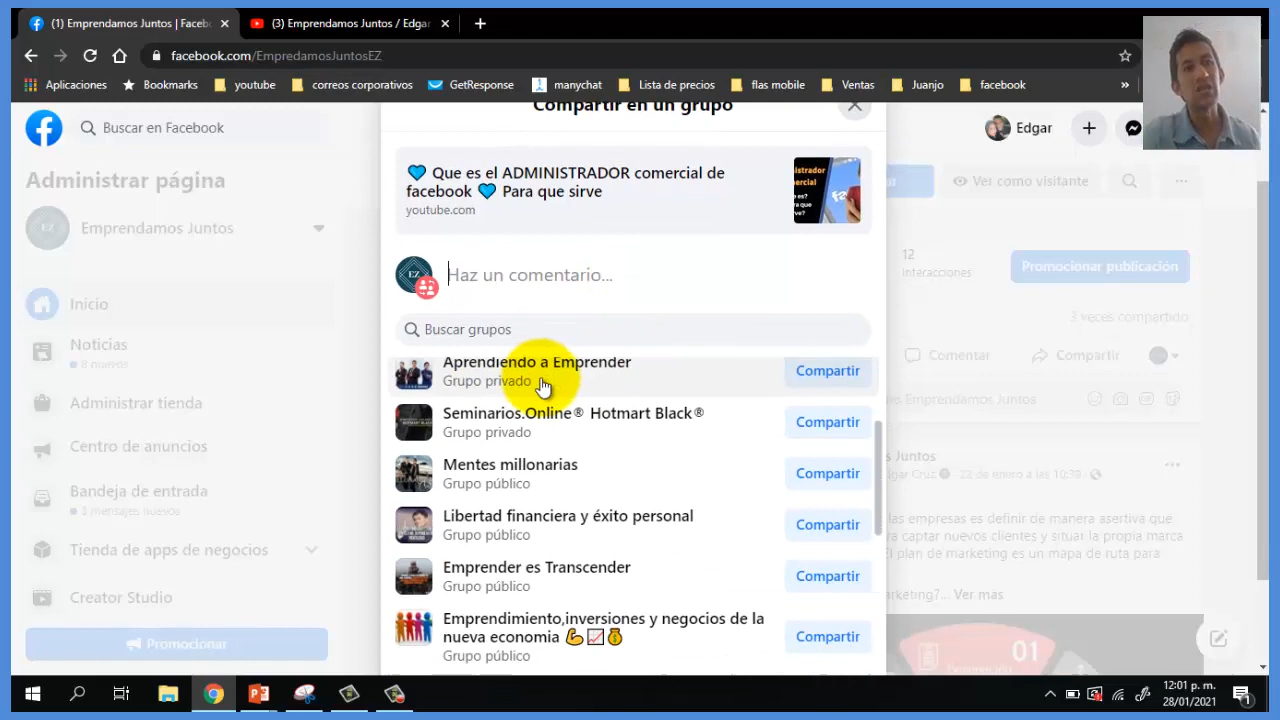 (1) Emprendamos Juntos | Faceb
(3) Emprendamos Juntos / Edgar
facebook.com/EmpredamosJuntosEZ
Aplicaciones
Bookmarks
youtube
correos corporativos
GetResponse
manychat
Lista de precios
flas mobile
Ventas
Juanjo
facebook
»
Buscar en Facebook
Compartir en un grupo
Edgar
Administrar página
Emprendamos Juntos
Inicio
Noticias
8 nuevos
Administrar tienda
Centro de anuncios
Bandeja de entrada
2 mensajes nuevos
Tienda de apps de negocios
Creator Studio
Promocionar
💙 Que es el ADMINISTRADOR comercial de
facebook 💙 Para que sirve
youtube.com
EZ
Haz un comentario...
Buscar grupos
Aprendiendo a Emprender
Grupo privado
Compartir
Seminarios.Online® Hotmart Black®
Grupo privado
Compartir
Mentes millonarias
Grupo público
Compartir
Libertad financiera y éxito personal
Grupo público
Compartir
Emprender es Transcender
Grupo público
Compartir
Emprendimiento,inversiones y negocios de la
nueva economia 💪📈💰
Grupo público
Compartir
Ver como visitante
12
Interacciones
Promocionar publicación
3 veces compartido
Comentar
Compartir
Emprendamos Juntos
s Juntos
gar Cruz · 22 de enero a las 10:39
las empresas es definir de manera asertiva que
captar nuevos clientes y situar la propia marca
El plan de marketing es un mapa de ruta para
arketing?... Ver más
01
12:01 p. m.
28/01/2021